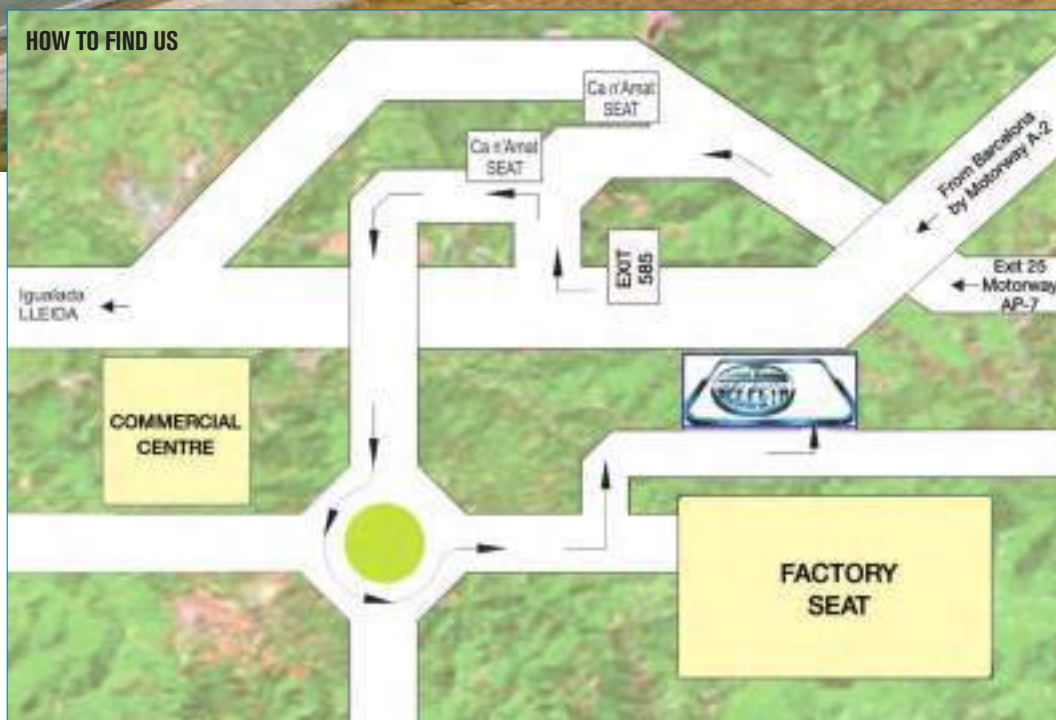 HOW TO FIND US
Ca n'Amat
SEAT
Ca n'Amat
SEAT
From Barcelona
by Motorway A-2
EXIT
585
Exit 25
Motorway
AP-7
Igualada
LLEIDA
COMMERCIAL
CENTRE
FACTORY
SEAT